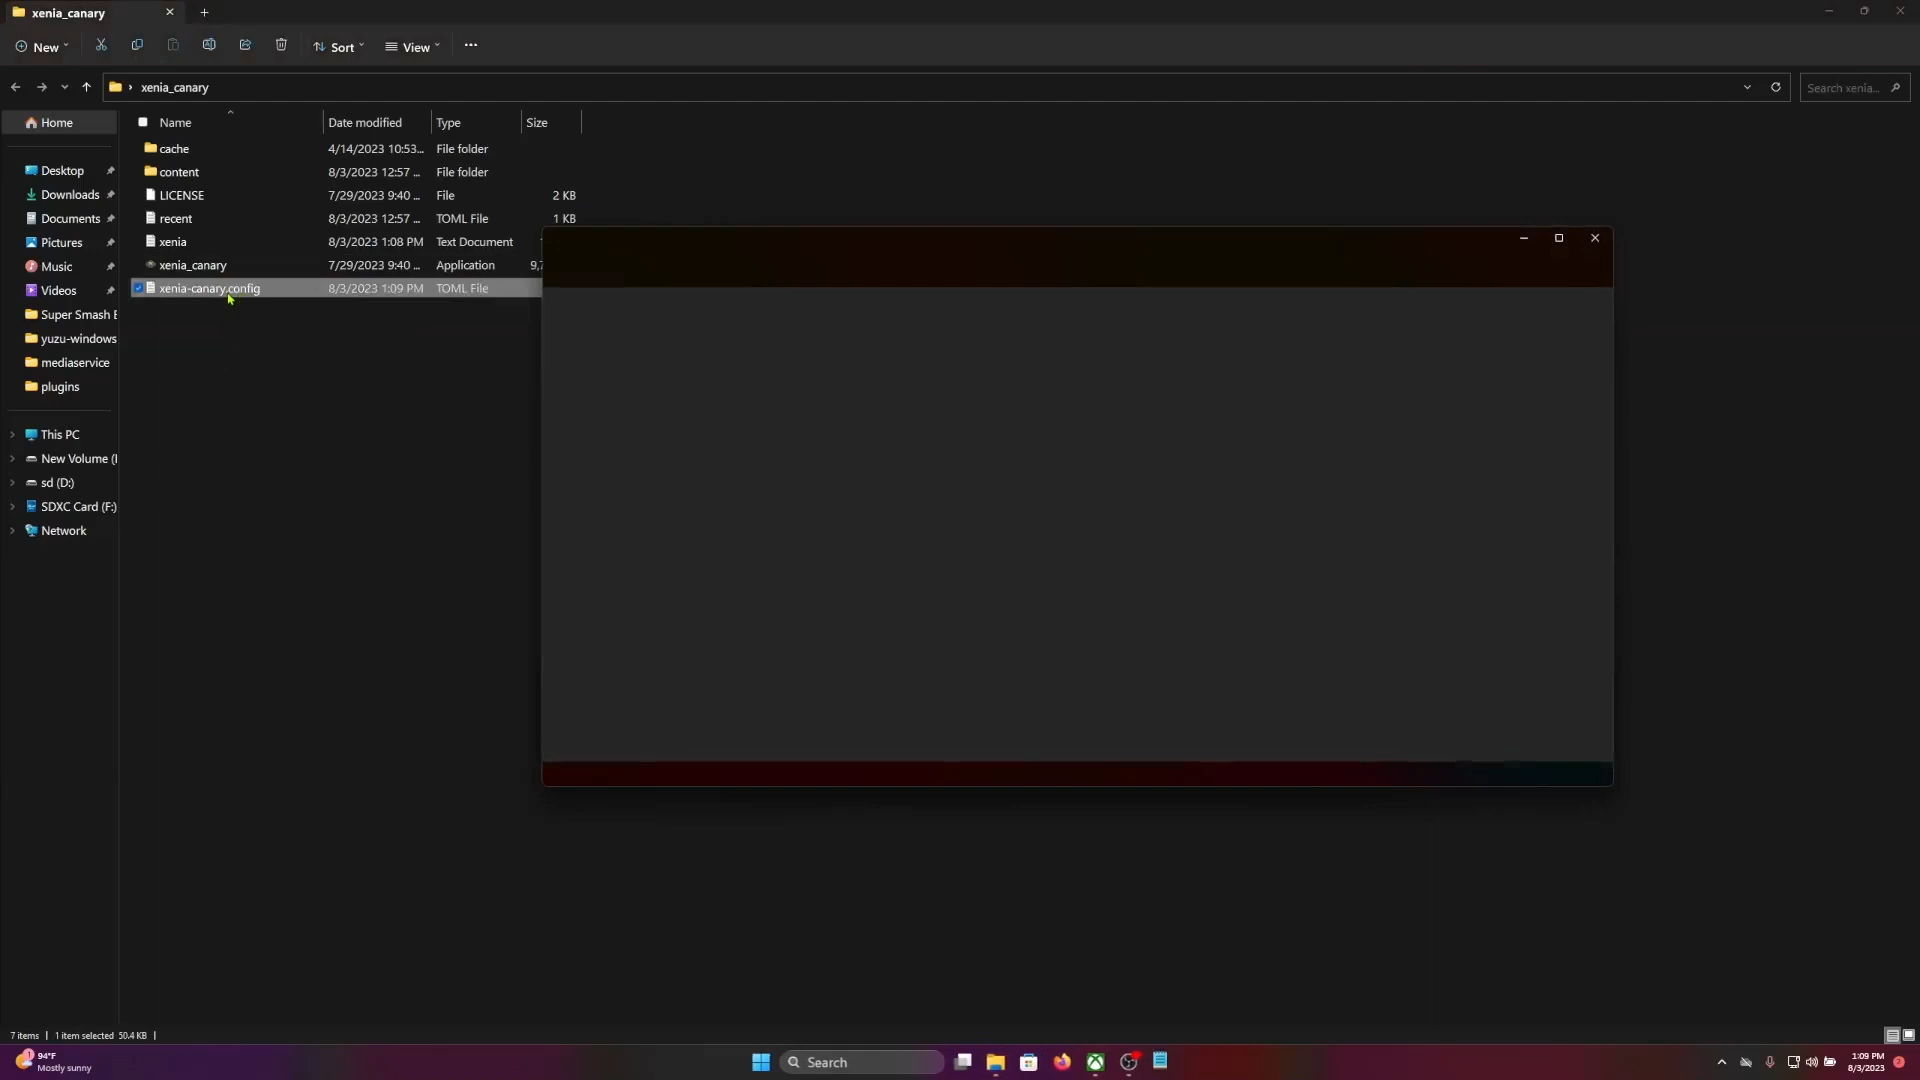 xenia_canary
New
Sort
View
xenia_canary
Search xenia...
Home
Name
Date modified
Type
Size
cache
4/14/2023 10:53...
File folder
content
8/3/2023 12:57 ...
File folder
LICENSE
7/29/2023 9:40 ...
File
2 KB
recent
8/3/2023 12:57 ...
TOML File
1 KB
xenia
8/3/2023 1:08 PM
Text Document
xenia_canary
7/29/2023 9:40 ...
Application
9,7
xenia-canary.config
8/3/2023 1:09 PM
TOML File
Desktop
Downloads
Documents
Pictures
Music
Videos
Super Smash B
yuzu-windows
mediaservice
plugins
This PC
New Volume (
sd (D:)
SDXC Card (F:)
Network
7 items
1 item selected 50.4 KB
94°F
Mostly sunny
Search
1:09 PM
8/3/2023